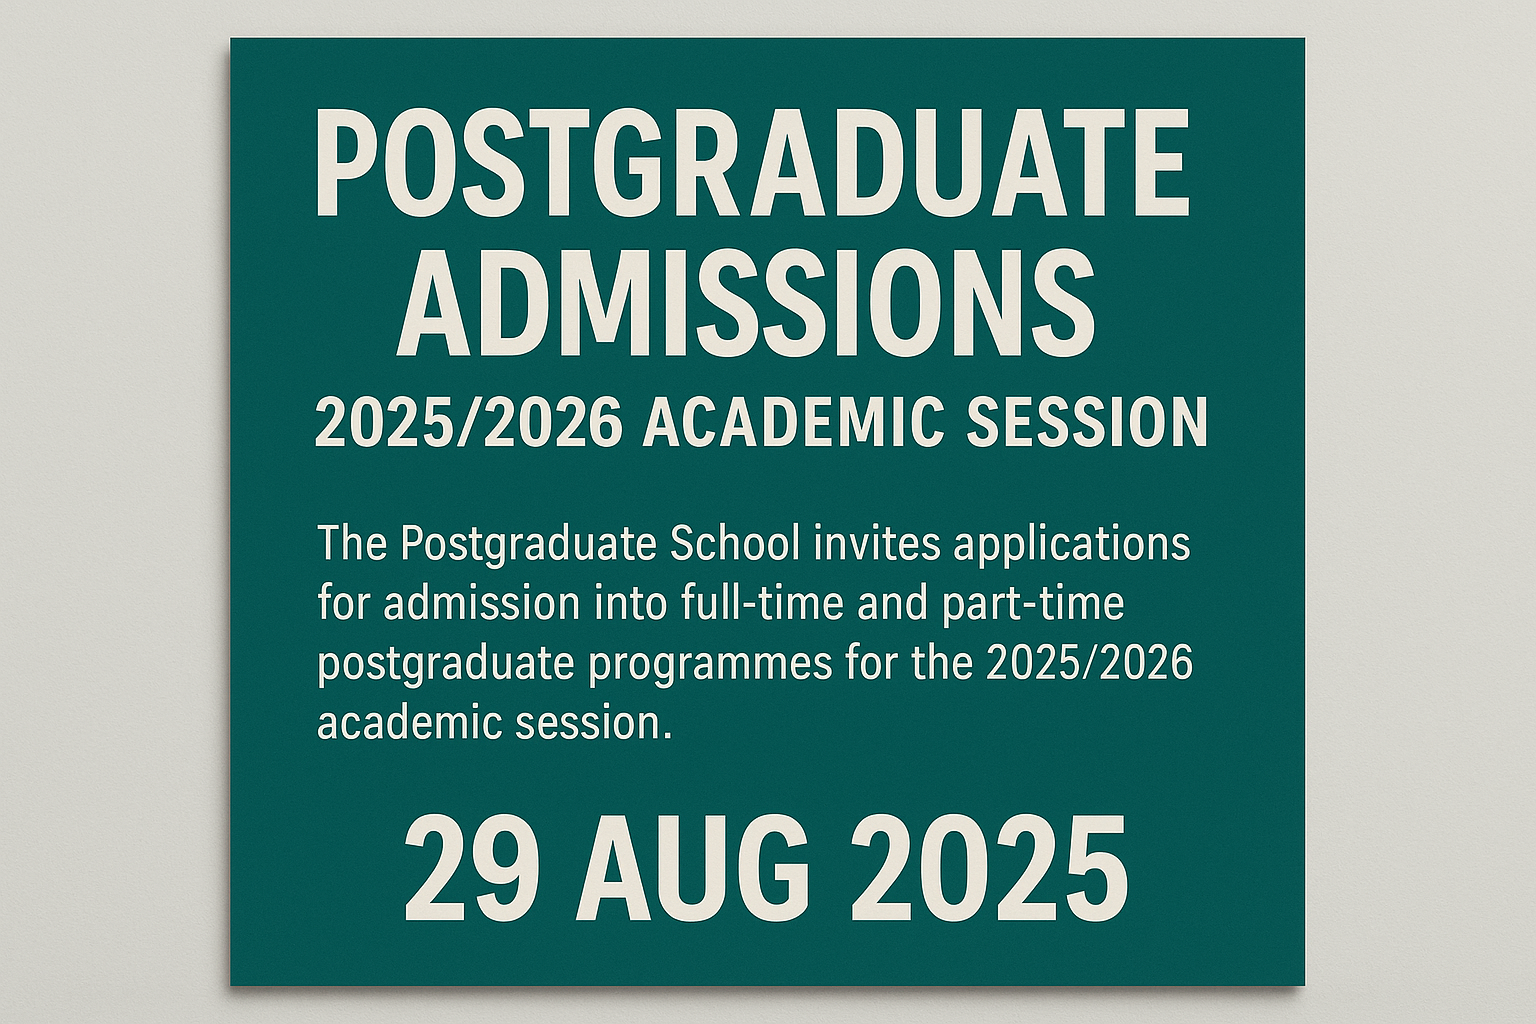 POSTGRADUATE
ADMISSIONS
2025/2026 ACADEMIC SESSION
The Postgraduate School invites applications
for admission into full-time and part-time
postgraduate programmes for the 2025/2026
academic session.
29 AUG 2025